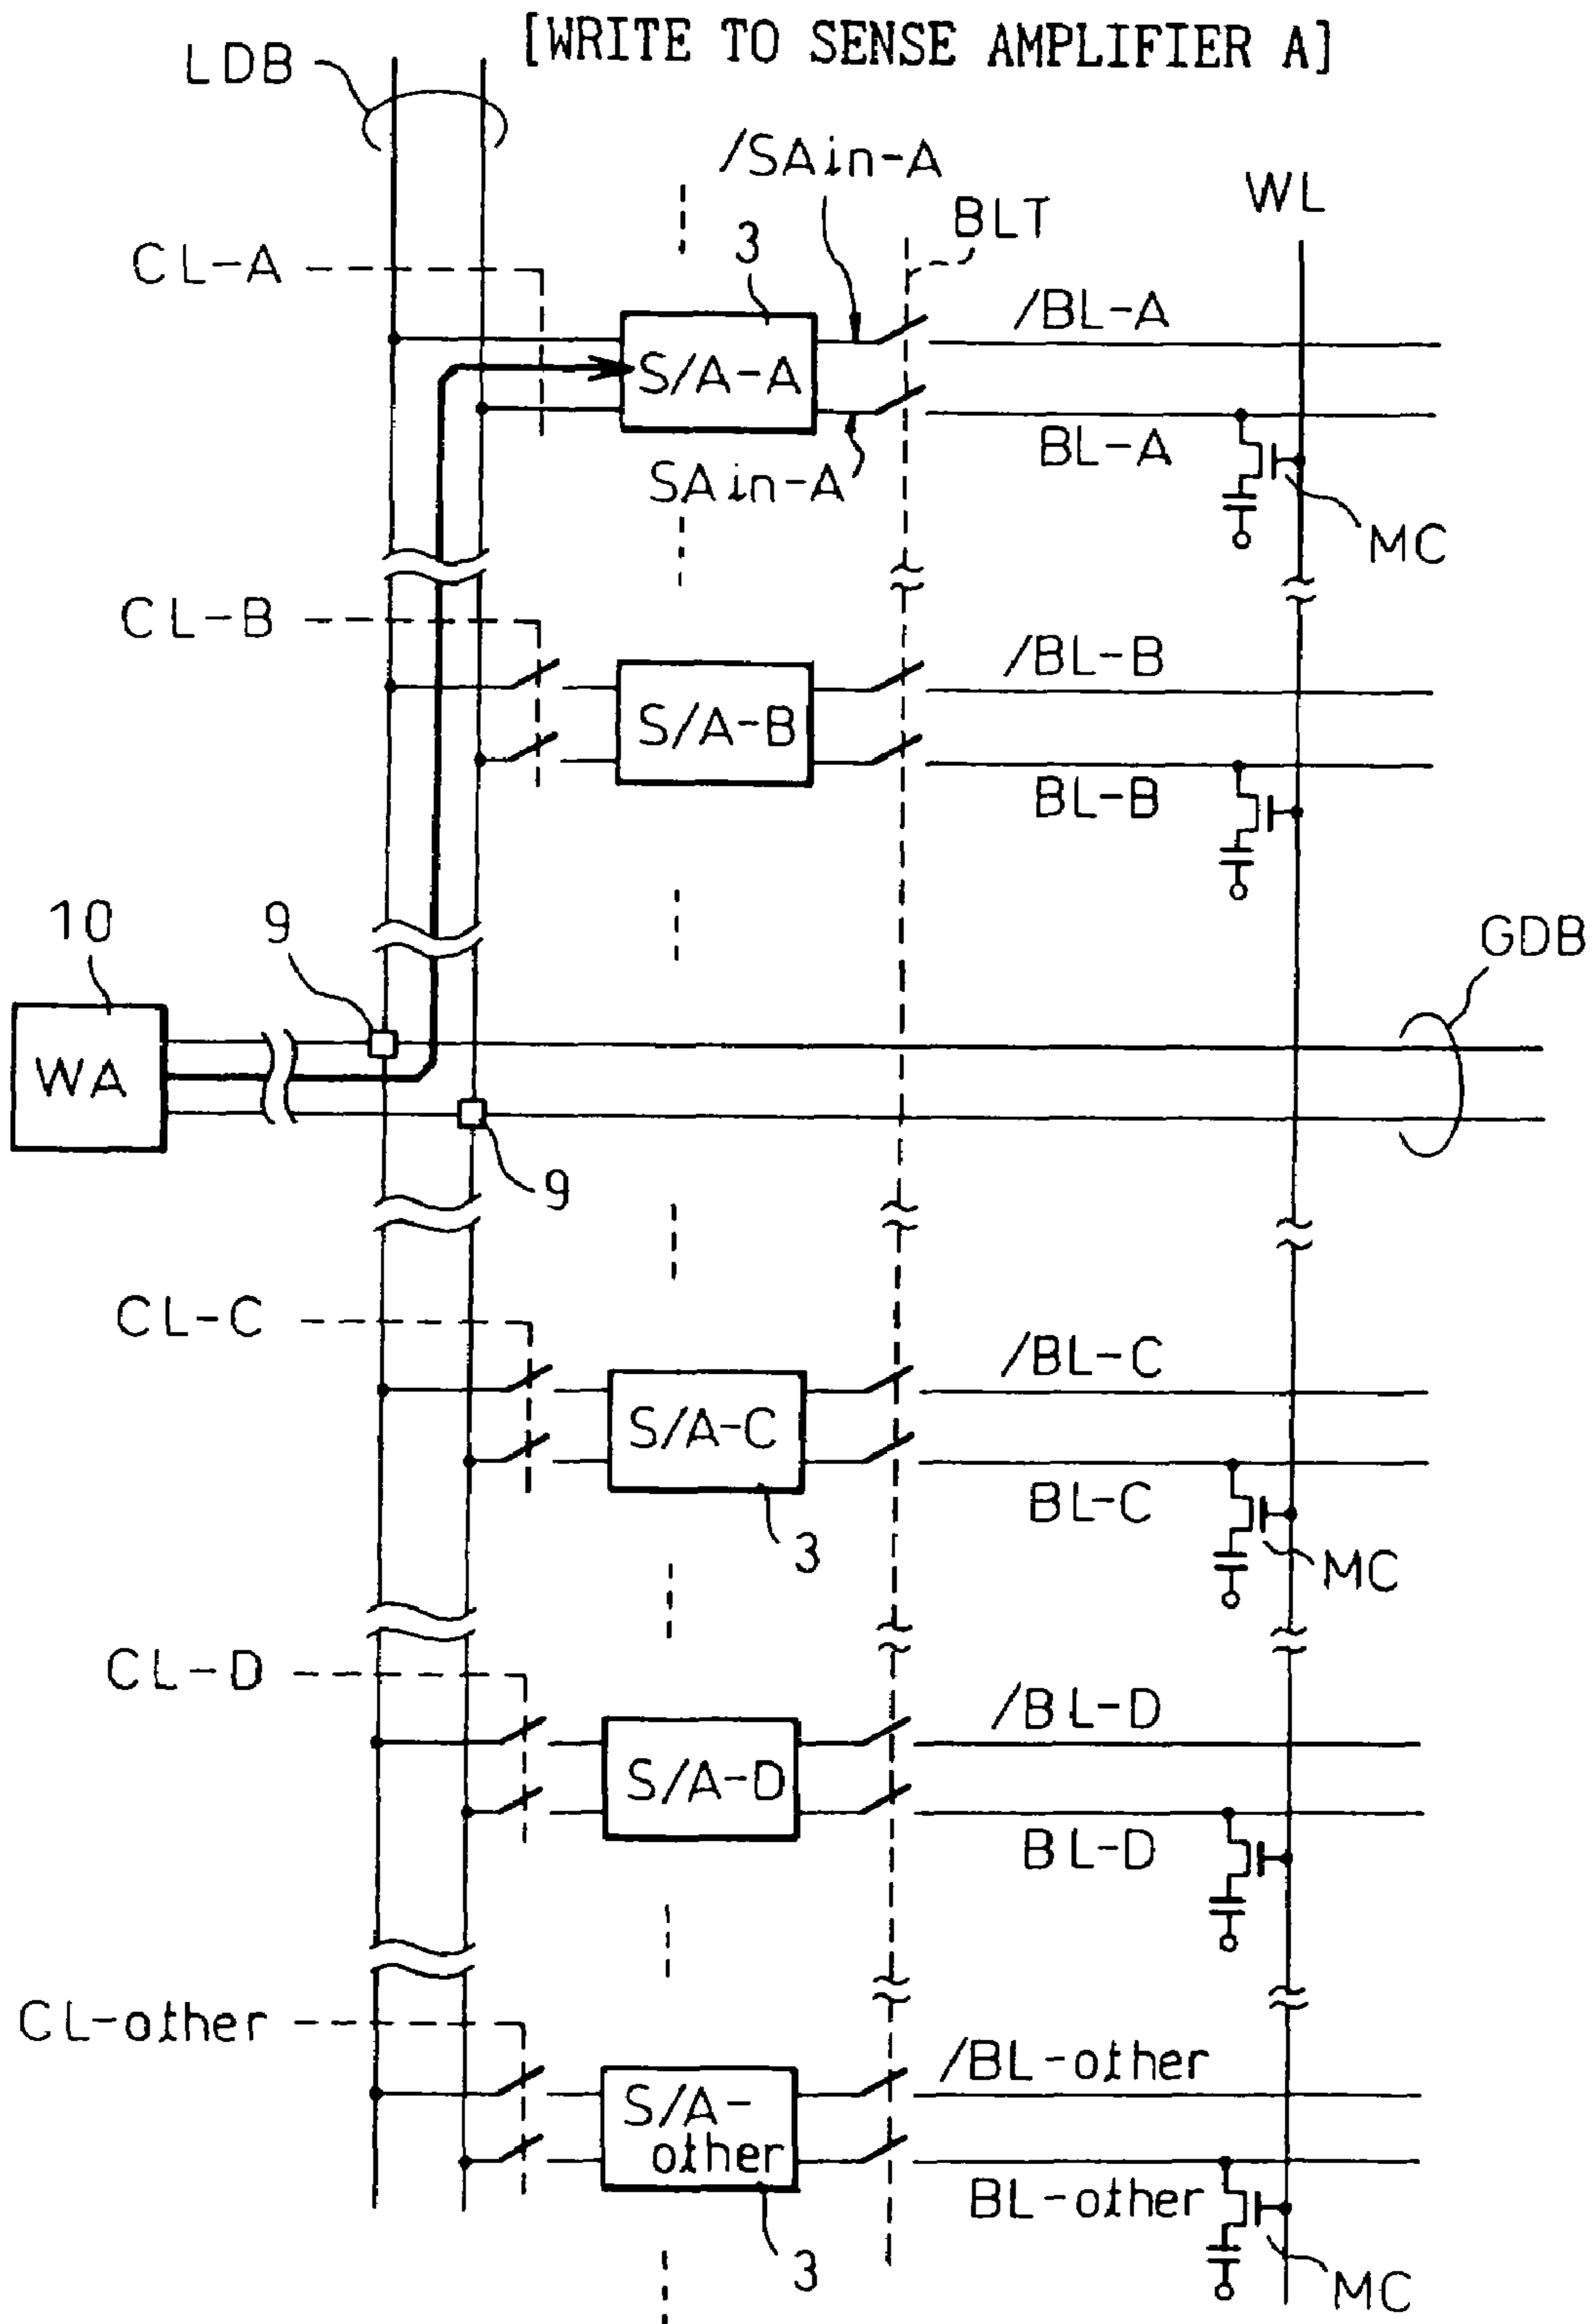 [WRITE TO SENSE AMPLIFIER A]
LDB
/SAin-A
BLT
WL
CL-A
3
/BL-A
S/A-A
BL-A
SAin-A
MC
CL-B
/BL-B
S/A-B
BL-B
10
9
GDB
WA
9
CL-C
/BL-C
S/A-C
BL-C
3
MC
CL-D
/BL-D
S/A-D
BL-D
CL-other
/BL-other
S/A-
other
BL-other
3
MC